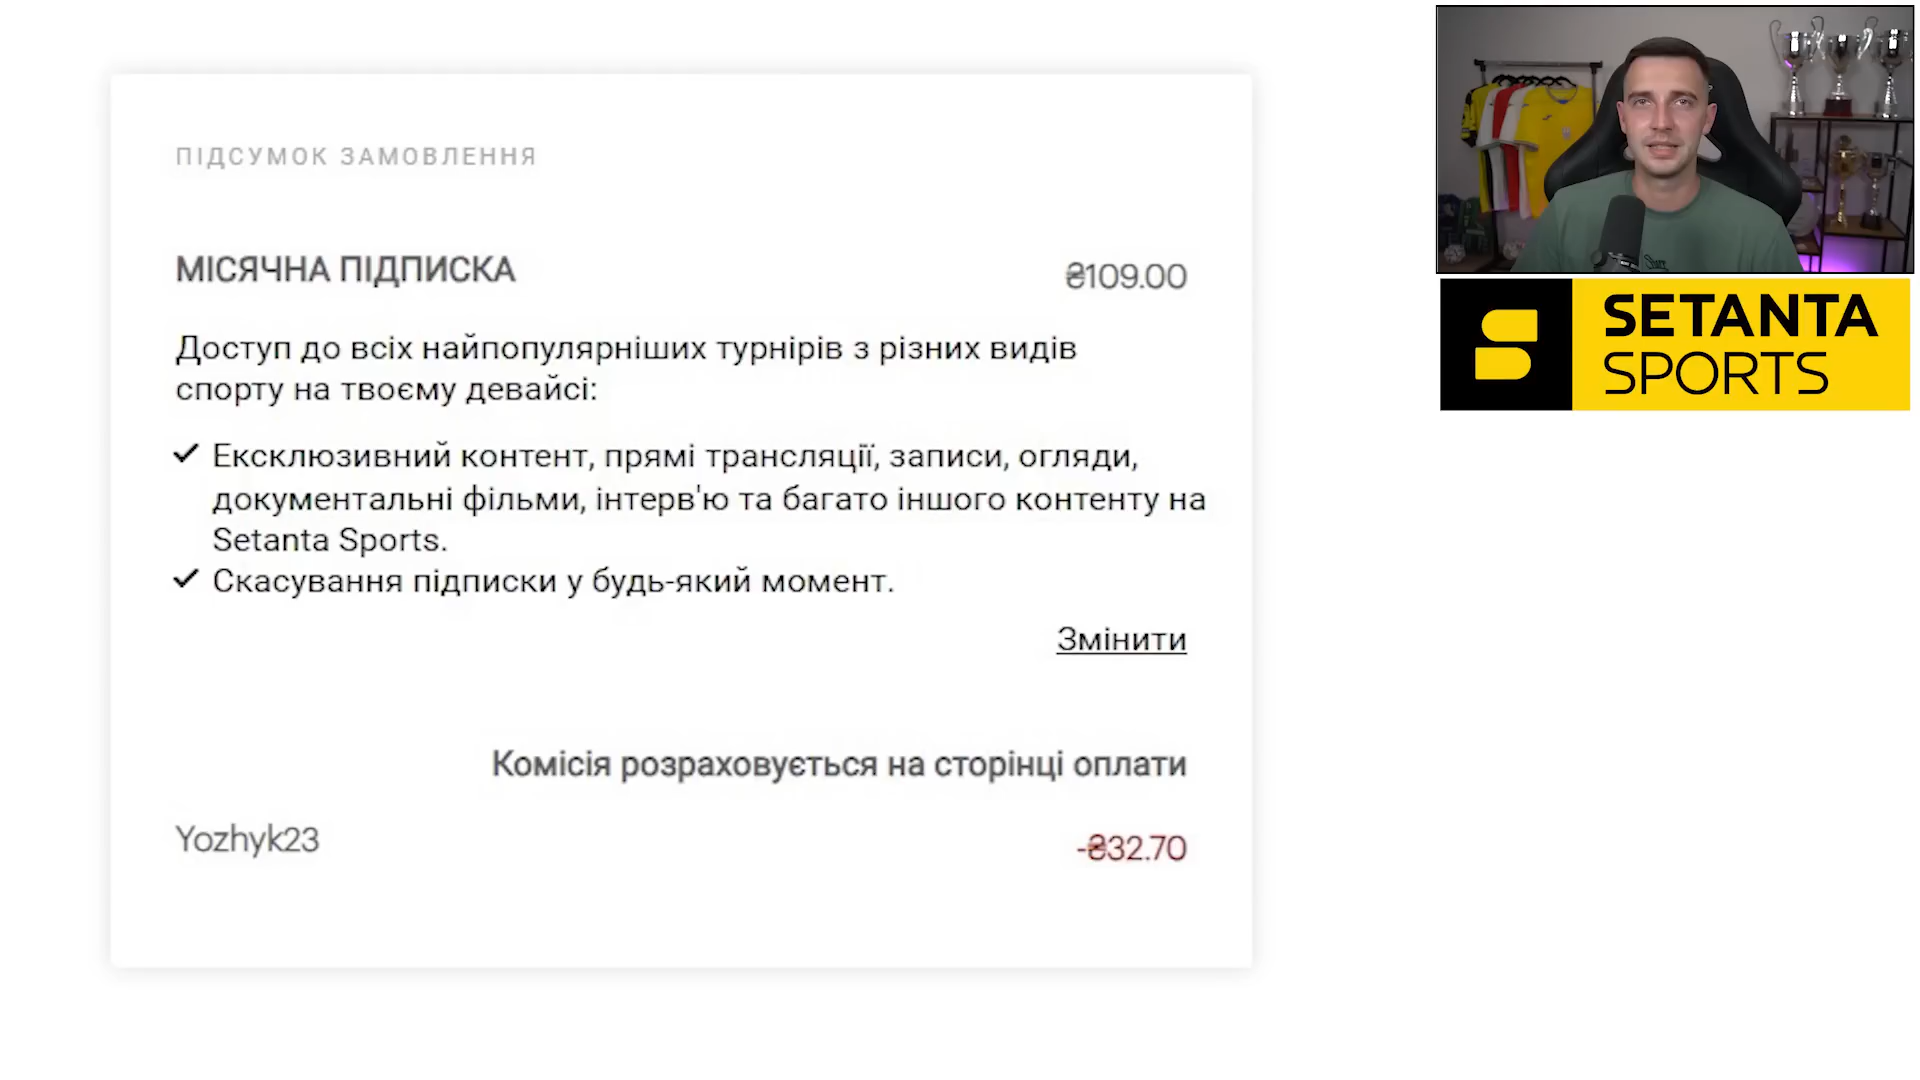 ПІДСУМОК ЗАМОВЛЕННЯ
МІСЯЧНА ПІДПИСКА
₴109.00
Доступ до всіх найпопулярніших турнірів з різних видів
спорту на твоєму девайсі:
Ексклюзивний контент, прямі трансляції, записи, огляди,
документальні фільми, інтерв'ю та багато іншого контенту на
Setanta Sports.
Скасування підписки у будь-який момент.
Змінити
Комісія розраховується на сторінці оплати
Yozhyk23
-₴32.70
SETANTA
SPORTS